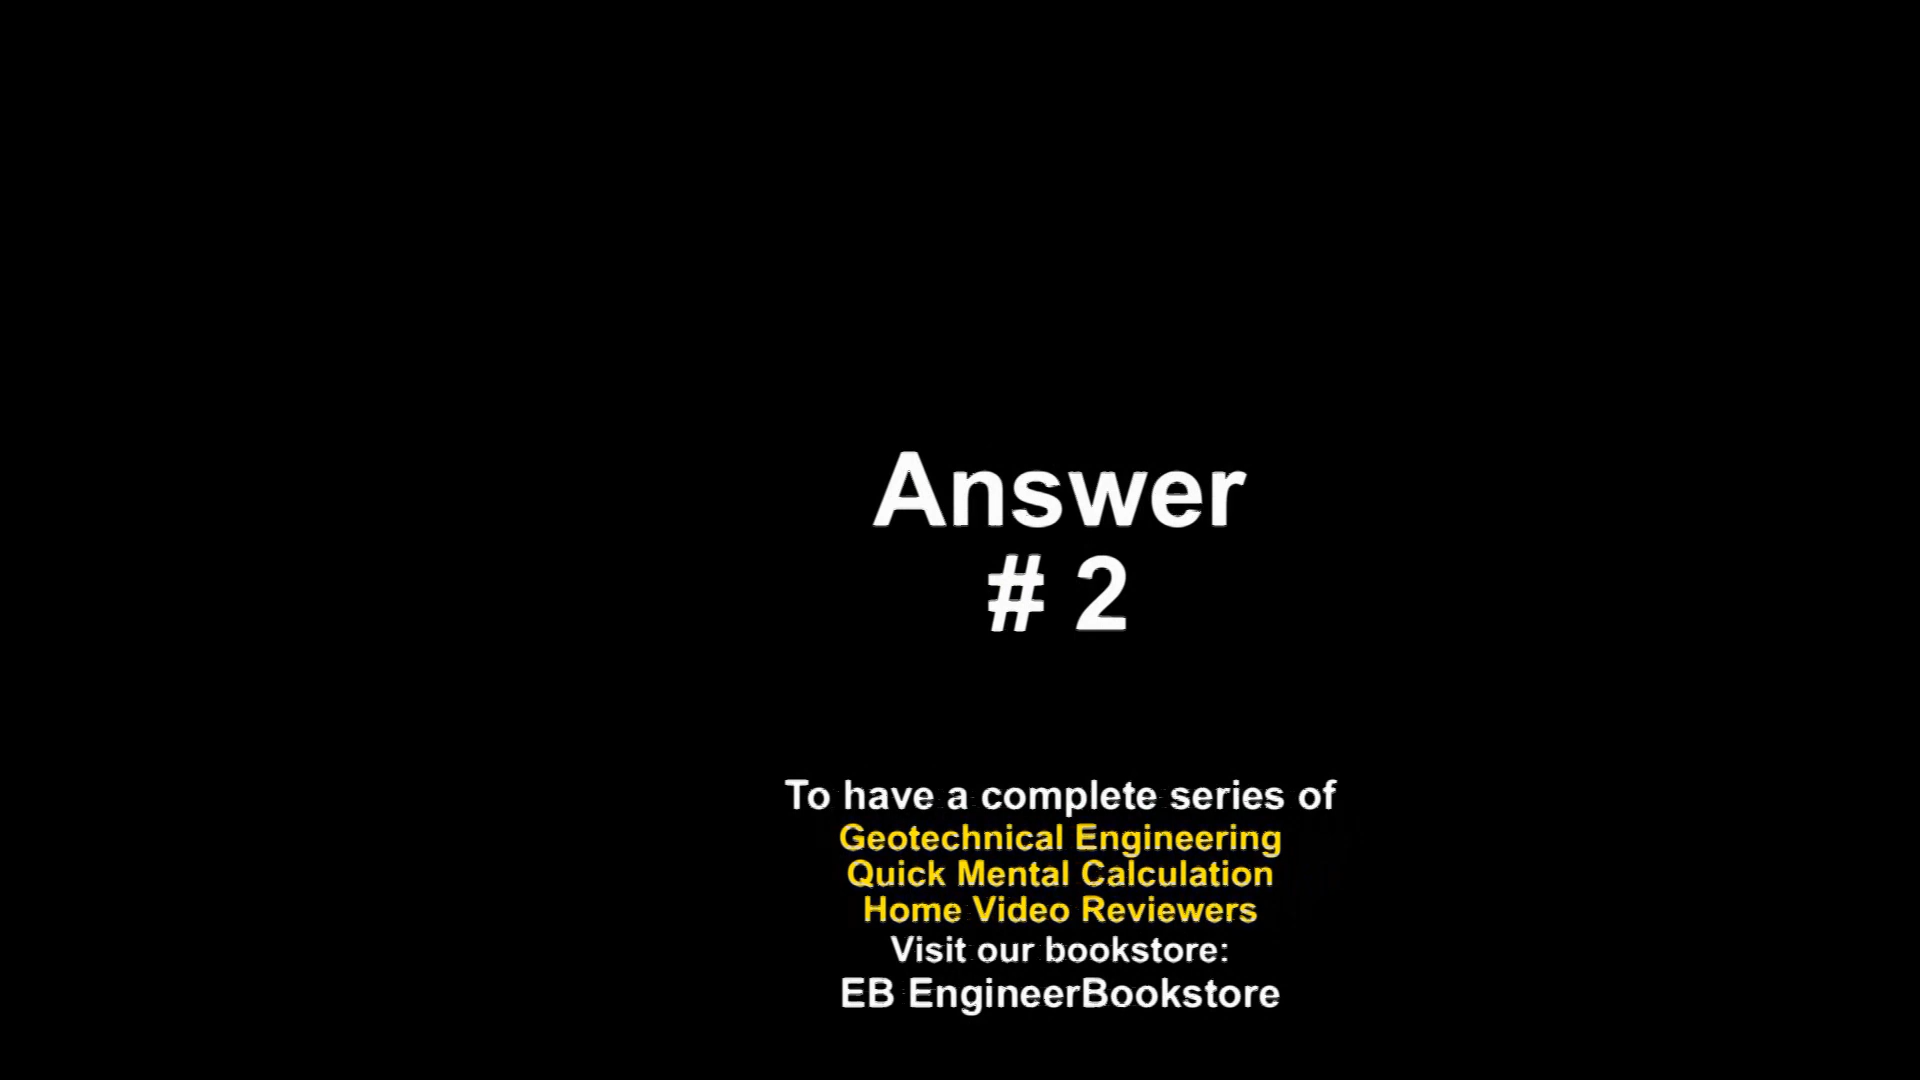 Answer
# 2
To have a complete series of
Geotechnical Engineering
Quick Mental Calculation
Home Video Reviewers
Visit our bookstore:
EB EngineerBookstore